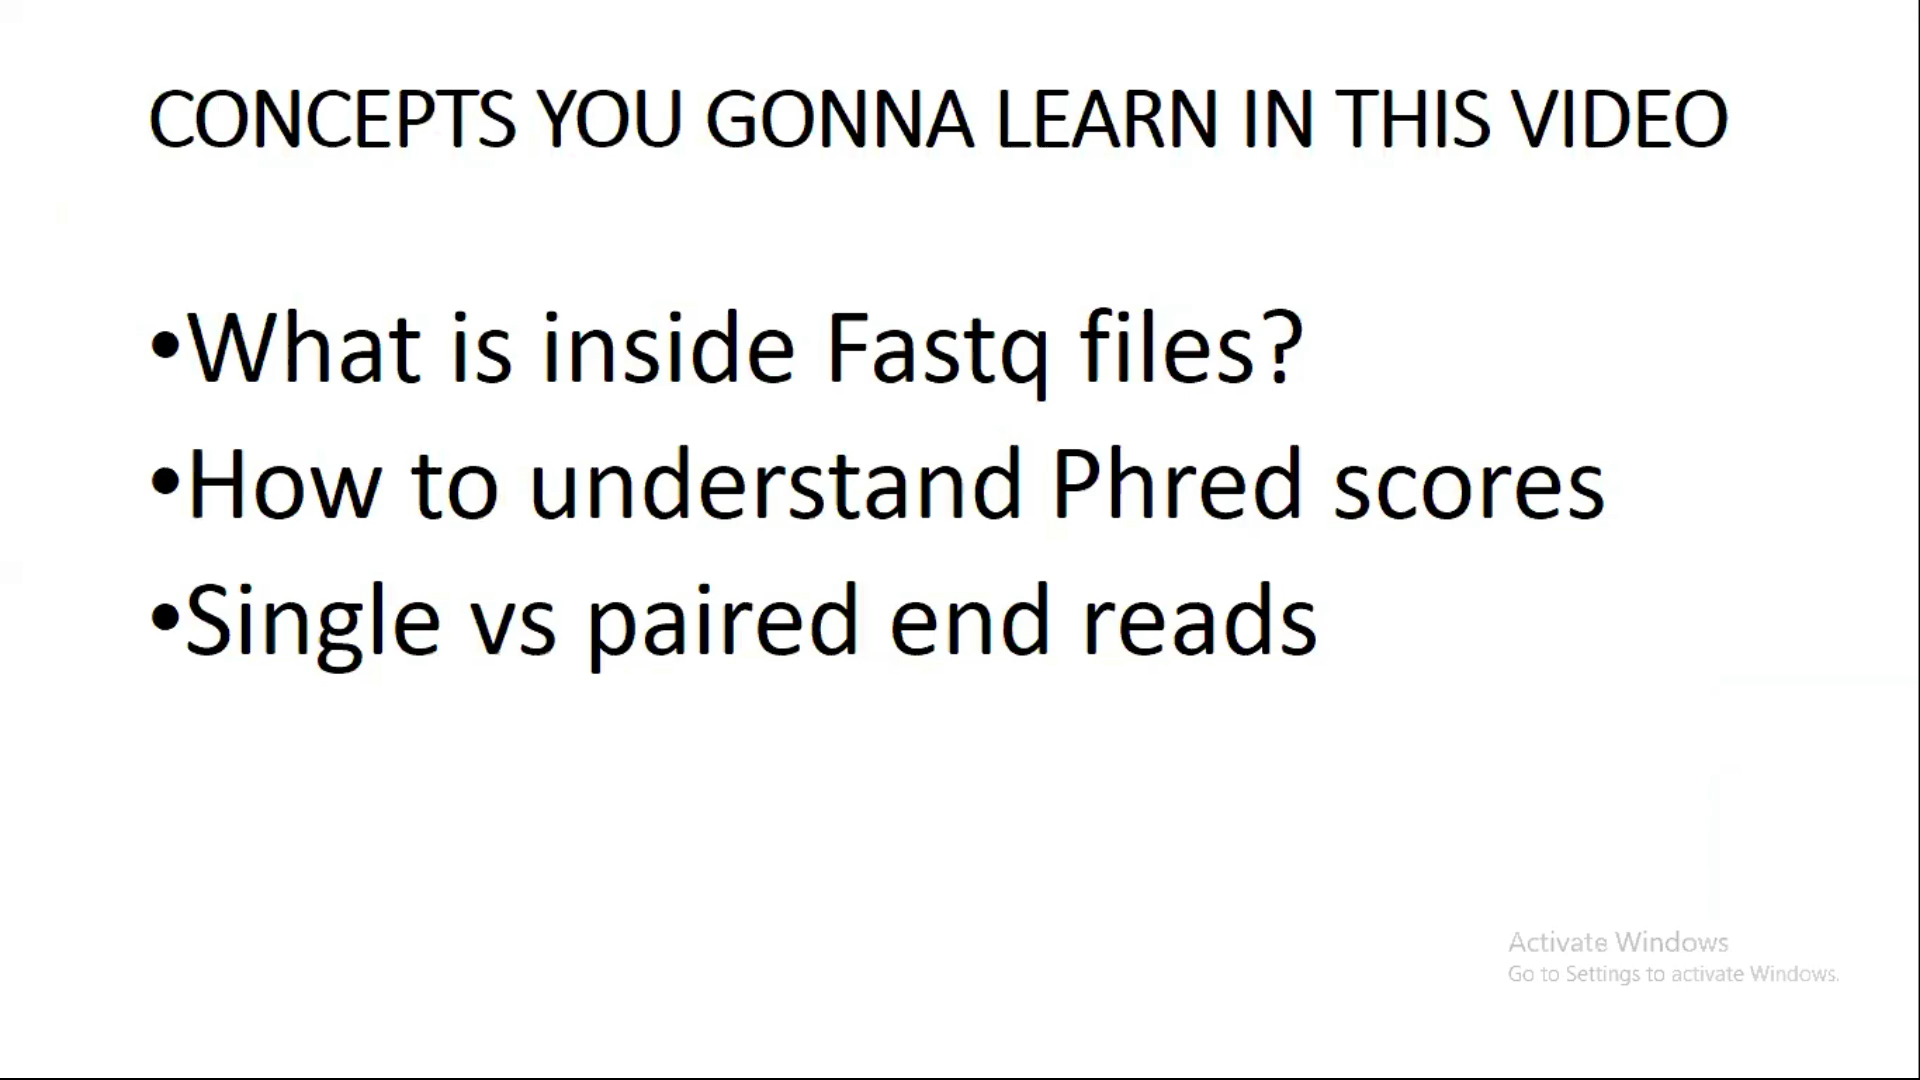 CONCEPTS YOU GONNA LEARN IN THIS VIDEO
•What is inside Fastq files?
•How to understand Phred scores
•Single vs paired end reads
Activate Windows
Go to Settings to activate Windows.